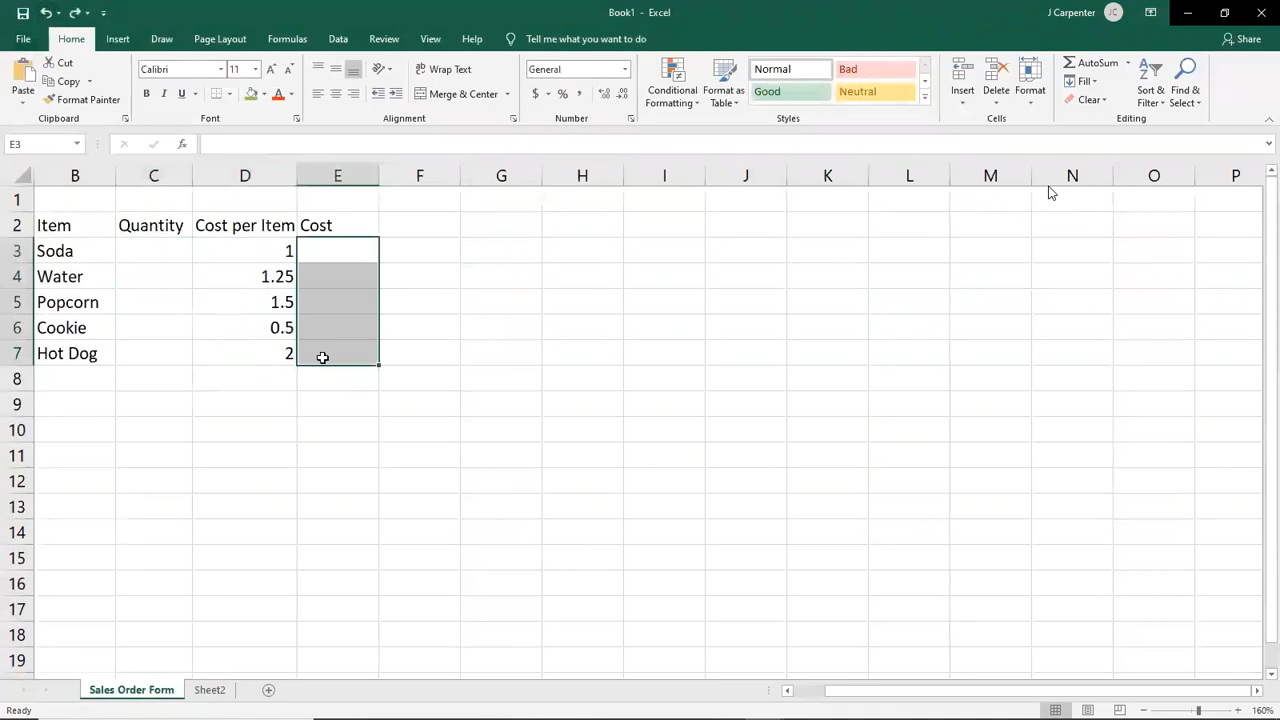 Book1 - Excel
J Carpenter JC
File Home Insert Draw Page Layout Formulas Data Review View Help Tell me what you want to do Share
Cut
Copy
Format Painter
Paste
Clipboard
Calibri 11
B I U A
Font
ab Wrap Text
Merge & Center
Alignment
General
$ % ,
Number
Conditional Formatting
Format as Table
Normal Bad
Good Neutral
Styles
Insert Delete Format
Cells
AutoSum
Fill
Clear
Sort & Filter
Find & Select
Editing
E3 fx
B C D E F G H I J K L M N O P
1
2 Item Quantity Cost per Item Cost
3 Soda 1
4 Water 1.25
5 Popcorn 1.5
6 Cookie 0.5
7 Hot Dog 2
8
9
10
11
12
13
14
15
16
17
18
19
Sales Order Form Sheet2
Ready 160%